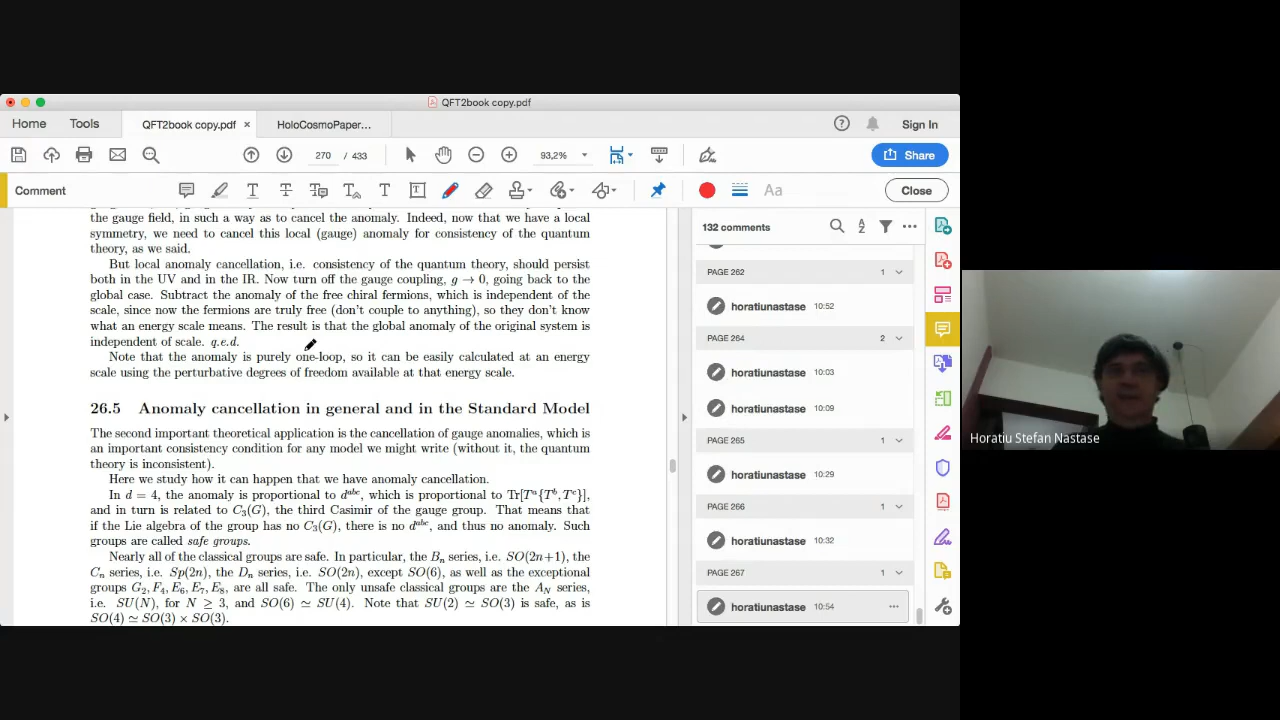 QFT2book copy.pdf
Home Tools QFT2book copy.pdf × HoloCosmoPaper... Sign In
270 / 433 93,2% Share
Comment Aa Close
the gauge field, in such a way as to cancel the anomaly. Indeed, now that we have a local
symmetry, we need to cancel this local (gauge) anomaly for consistency of the quantum
theory, as we said.
But local anomaly cancellation, i.e. consistency of the quantum theory, should persist
both in the UV and in the IR. Now turn off the gauge coupling, g → 0, going back to the
global case. Subtract the anomaly of the free chiral fermions, which is independent of the
scale, since now the fermions are truly free (don't couple to anything), so they don't know
what an energy scale means. The result is that the global anomaly of the original system is
independent of scale. q.e.d.
Note that the anomaly is purely one-loop, so it can be easily calculated at an energy
scale using the perturbative degrees of freedom available at that energy scale.
26.5 Anomaly cancellation in general and in the Standard Model
The second important theoretical application is the cancellation of gauge anomalies, which is
an important consistency condition for any model we might write (without it, the quantum
theory is inconsistent).
Here we study how it can happen that we have anomaly cancellation.
In d = 4, the anomaly is proportional to dᵃᵇᶜ, which is proportional to Tr[Tᵃ{Tᵇ, Tᶜ}],
and in turn is related to C₃(G), the third Casimir of the gauge group. That means that
if the Lie algebra of the group has no C₃(G), there is no dᵃᵇᶜ, and thus no anomaly. Such
groups are called safe groups.
Nearly all of the classical groups are safe. In particular, the Bₙ series, i.e. SO(2n+1), the
Cₙ series, i.e. Sp(2n), the Dₙ series, i.e. SO(2n), except SO(6), as well as the exceptional
groups G₂, F₄, E₆, E₇, E₈, are all safe. The only unsafe classical groups are the A_N series,
i.e. SU(N), for N ≥ 3, and SO(6) ≃ SU(4). Note that SU(2) ≃ SO(3) is safe, as is
SO(4) ≃ SO(3) × SO(3).
132 comments
PAGE 262 1
horatiunastase 10:52
PAGE 264 2
horatiunastase 10:03
horatiunastase 10:09
PAGE 265 1
horatiunastase 10:29
PAGE 266 1
horatiunastase 10:32
PAGE 267 1
horatiunastase 10:54
Horatiu Stefan Nastase